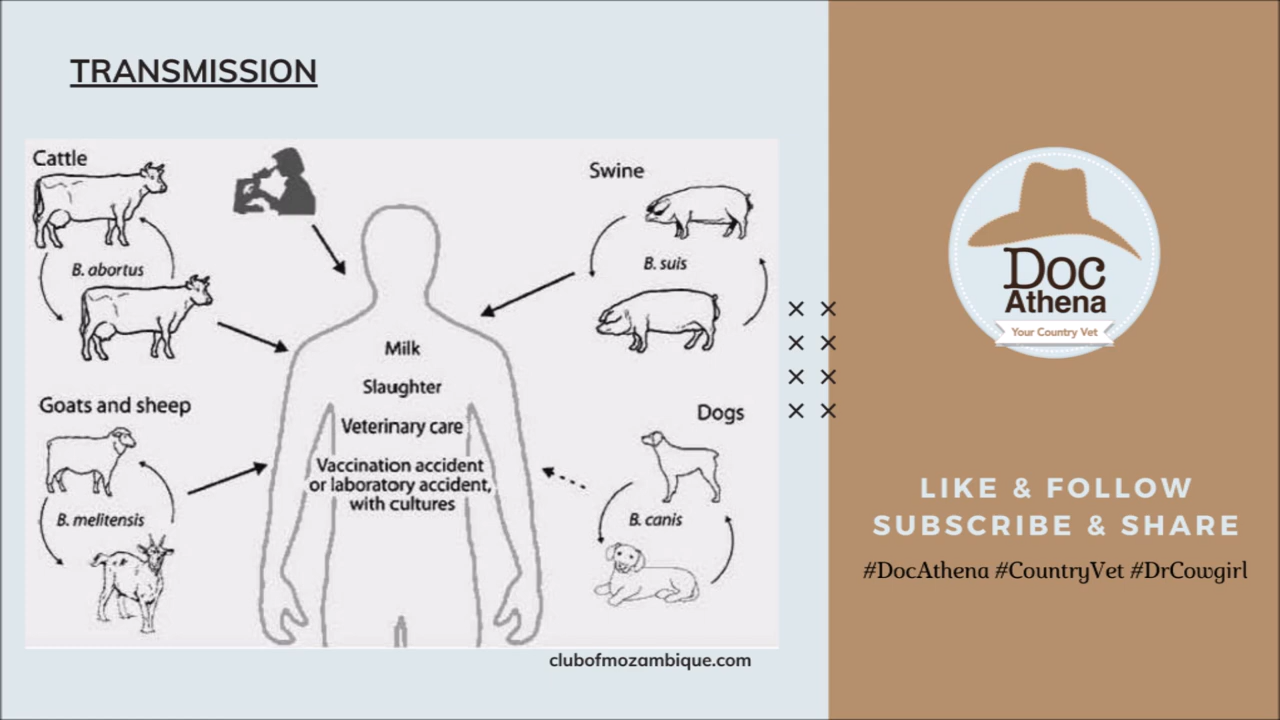 TRANSMISSION
Cattle
B. abortus
Swine
B. suis
Milk
Slaughter
Veterinary care
Vaccination accident
or laboratory accident,
with cultures
Goats and sheep
B. melitensis
Dogs
B. canis
clubofmozambique.com
Doc
Athena
Your Country Vet
LIKE & FOLLOW
SUBSCRIBE & SHARE
#DocAthena #CountryVet #DrCowgirl